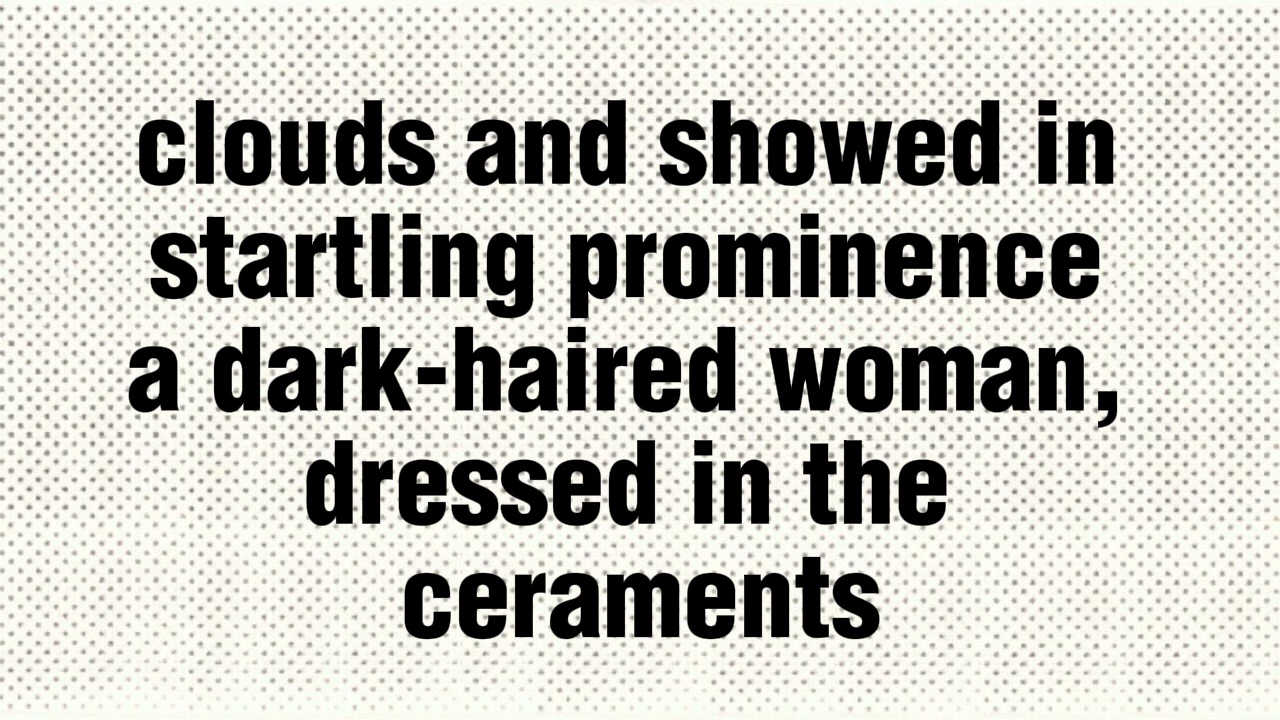 clouds and showed in
startling prominence
a dark-haired woman,
dressed in the
ceraments